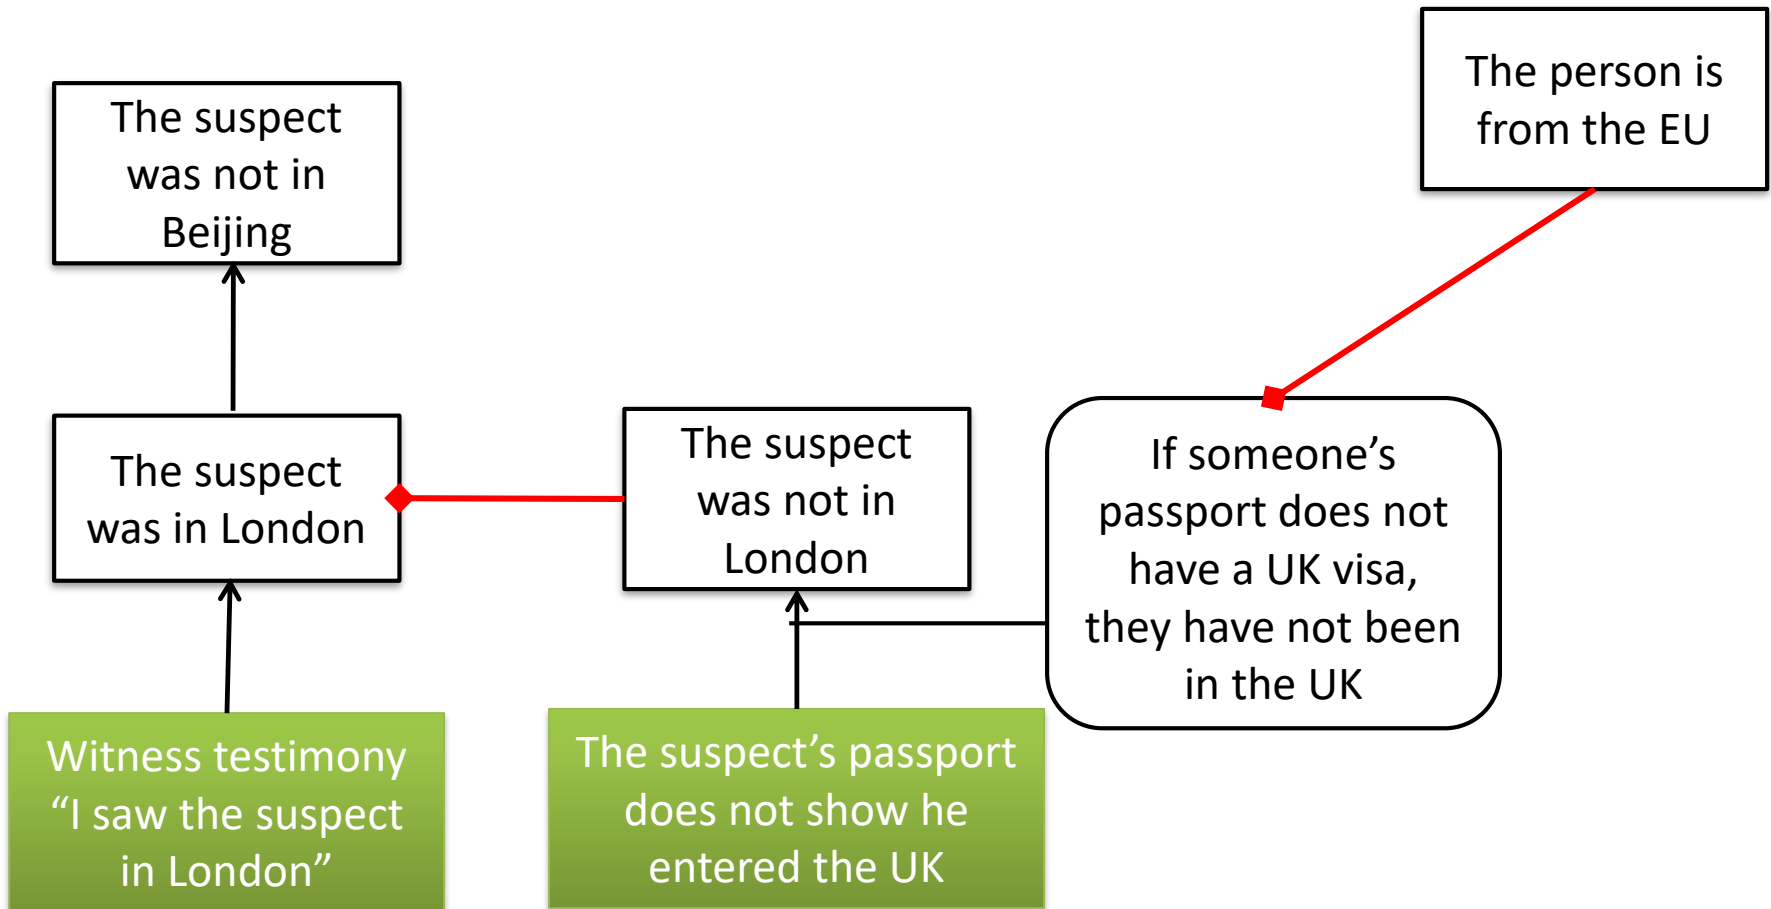 The suspect
was not in
Beijing
The person is
from the EU
The suspect
was in London
The suspect
was not in
London
If someone’s
passport does not
have a UK visa,
they have not been
in the UK
Witness testimony
“I saw the suspect
in London”
The suspect’s passport
does not show he
entered the UK